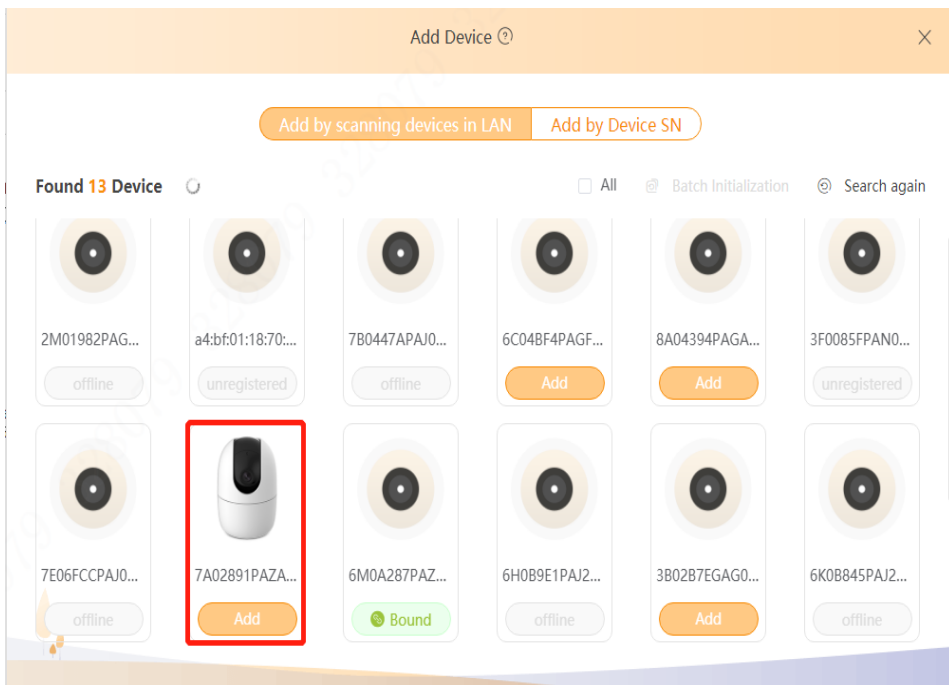 Add Device
Add by scanning devices in LAN Add by Device SN
Found 13 Device All Batch Initialization Search again
2M01982PAG... a4:bf:01:18:70:... 7B0447APAJ0... 6C04BF4PAGF... 8A04394PAGA... 3F0085FPAN0...
offline unregistered offline Add Add unregistered
7E06FCCPAJ0... 7A02891PAZA... 6M0A287PAZ... 6H0B9E1PAJ2... 3B02B7EGAG0... 6K0B845PAJ2...
offline Add Bound offline Add offline